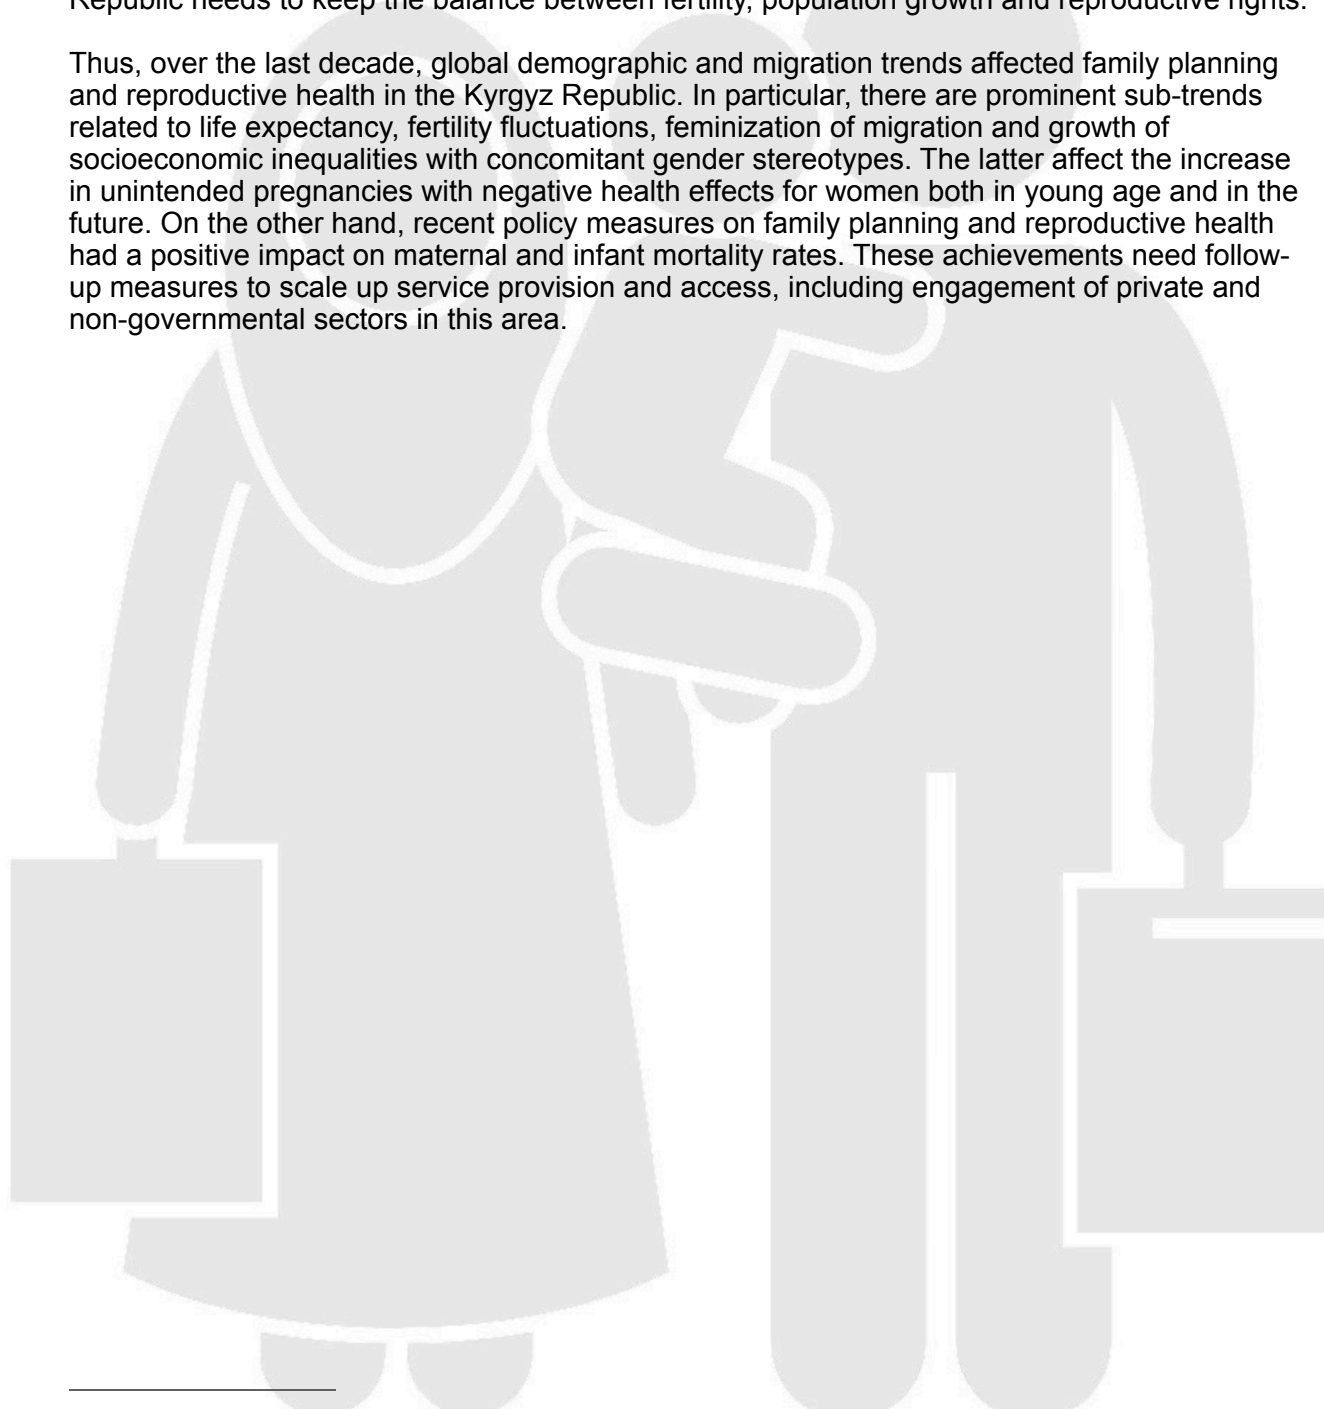 Republic needs to keep the balance between fertility, population growth and reproductive rights.
Thus, over the last decade, global demographic and migration trends affected family planning
and reproductive health in the Kyrgyz Republic. In particular, there are prominent sub-trends
related to life expectancy, fertility fluctuations, feminization of migration and growth of
socioeconomic inequalities with concomitant gender stereotypes. The latter affect the increase
in unintended pregnancies with negative health effects for women both in young age and in the
future. On the other hand, recent policy measures on family planning and reproductive health
had a positive impact on maternal and infant mortality rates. These achievements need follow-
up measures to scale up service provision and access, including engagement of private and
non-governmental sectors in this area.